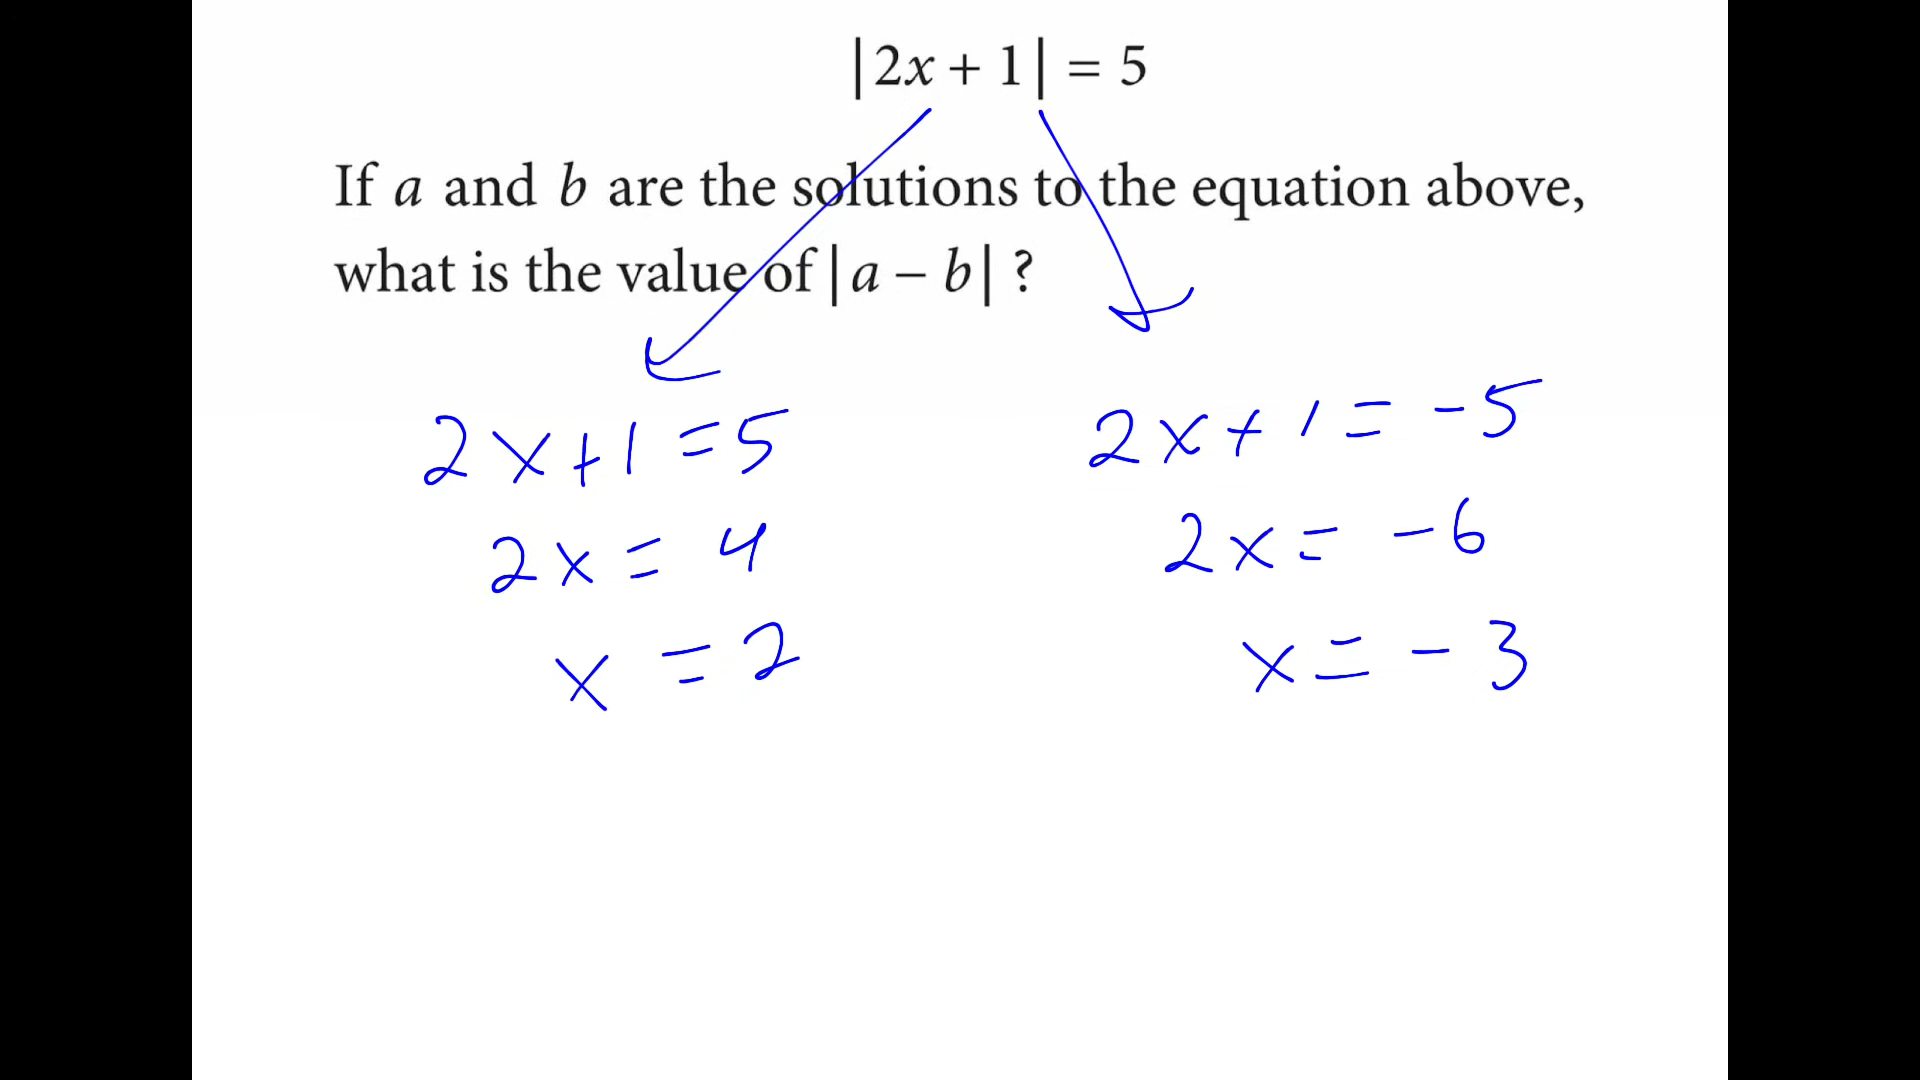 |2x + 1| = 5
If a and b are the solutions to the equation above,
what is the value of |a − b| ?
2x+1=5
2x=4
x=2
2x+1=-5
2x=-6
x=-3